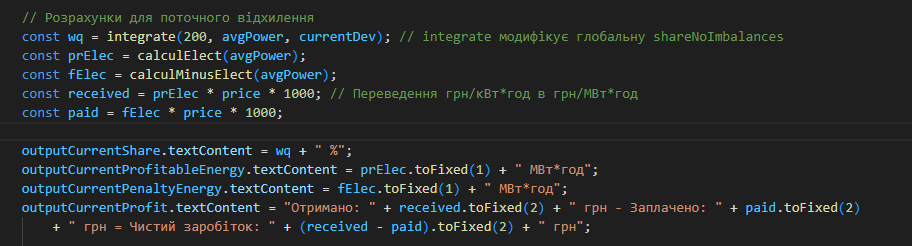 // Розрахунки для поточного відхилення
const wq = integrate(200, avgPower, currentDev); // integrate модифікує глобальну shareNoImbalances
const prElec = calculElect(avgPower);
const fElec = calculMinusElect(avgPower);
const received = prElec * price * 1000; // Переведення грн/кВт*год в грн/МВт*год
const paid = fElec * price * 1000;
outputCurrentShare.textContent = wq + " %";
outputCurrentProfitableEnergy.textContent = prElec.toFixed(1) + " МВт*год";
outputCurrentPenaltyEnergy.textContent = fElec.toFixed(1) + " МВт*год";
outputCurrentProfit.textContent = "Отримано: " + received.toFixed(2) + " грн - Заплачено: " + paid.toFixed(2)
+ " грн = Чистий заробіток: " + (received - paid).toFixed(2) + " грн";